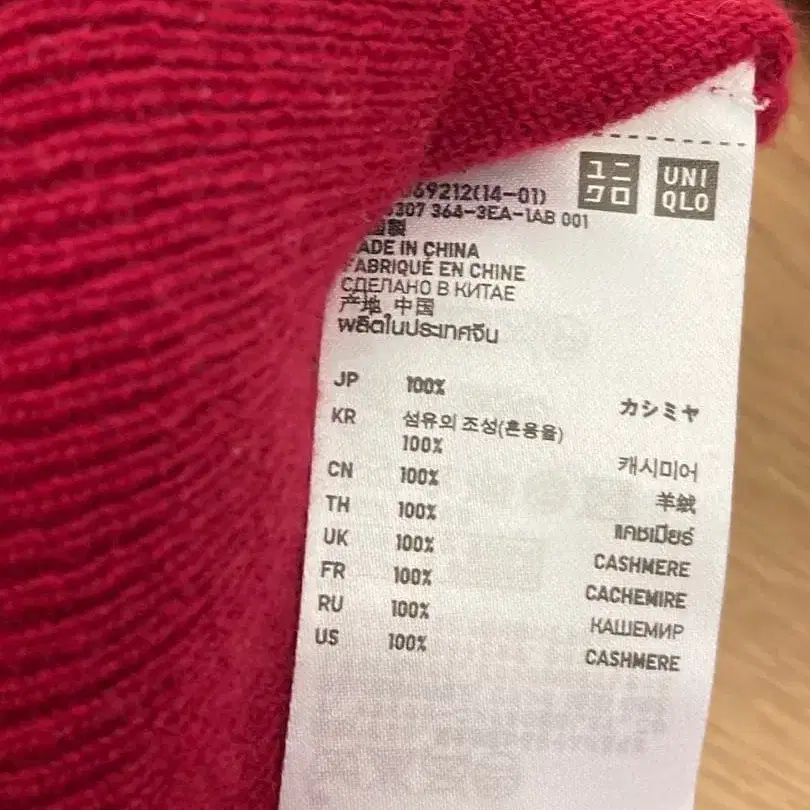 ユニ
クロ
UNI
QLO
69212(14-01)
307 364-3EA-1AB 001
製
ADE IN CHINA
FABRIQUÉ EN CHINE
СДЕЛАНО В КИТАЕ
产地 中国
ผลิตในประเทศจีน
JP 100% カシミヤ
KR 섬유의 조성(혼용율)
100% 캐시미어
CN 100% 羊絨
TH 100% แคชเมียร์
UK 100% CASHMERE
FR 100% CACHEMIRE
RU 100% КАШЕМИР
US 100% CASHMERE